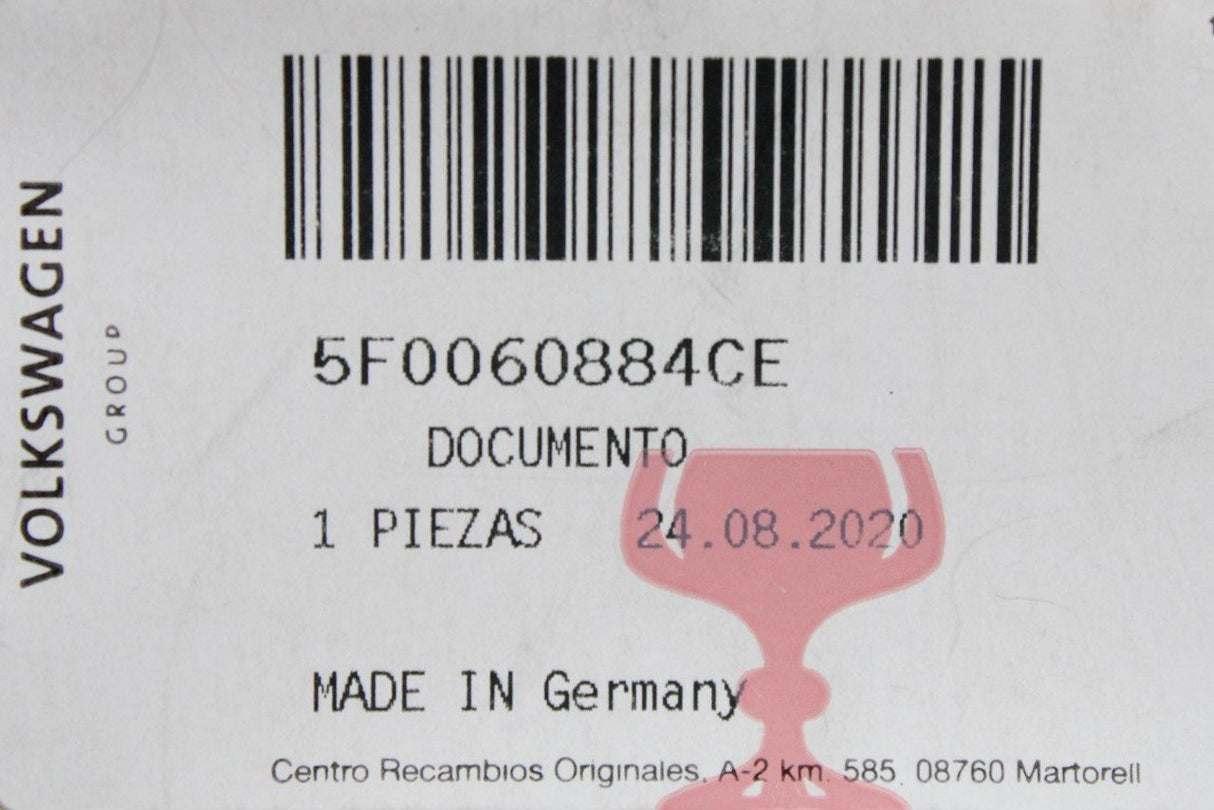 VOLKSWAGEN
GROUP
5F0060884CE
DOCUMENTO
1 PIEZAS 24.08.2020
MADE IN Germany
Centro Recambios Originales. A-2 km. 585. 08760 Martorell